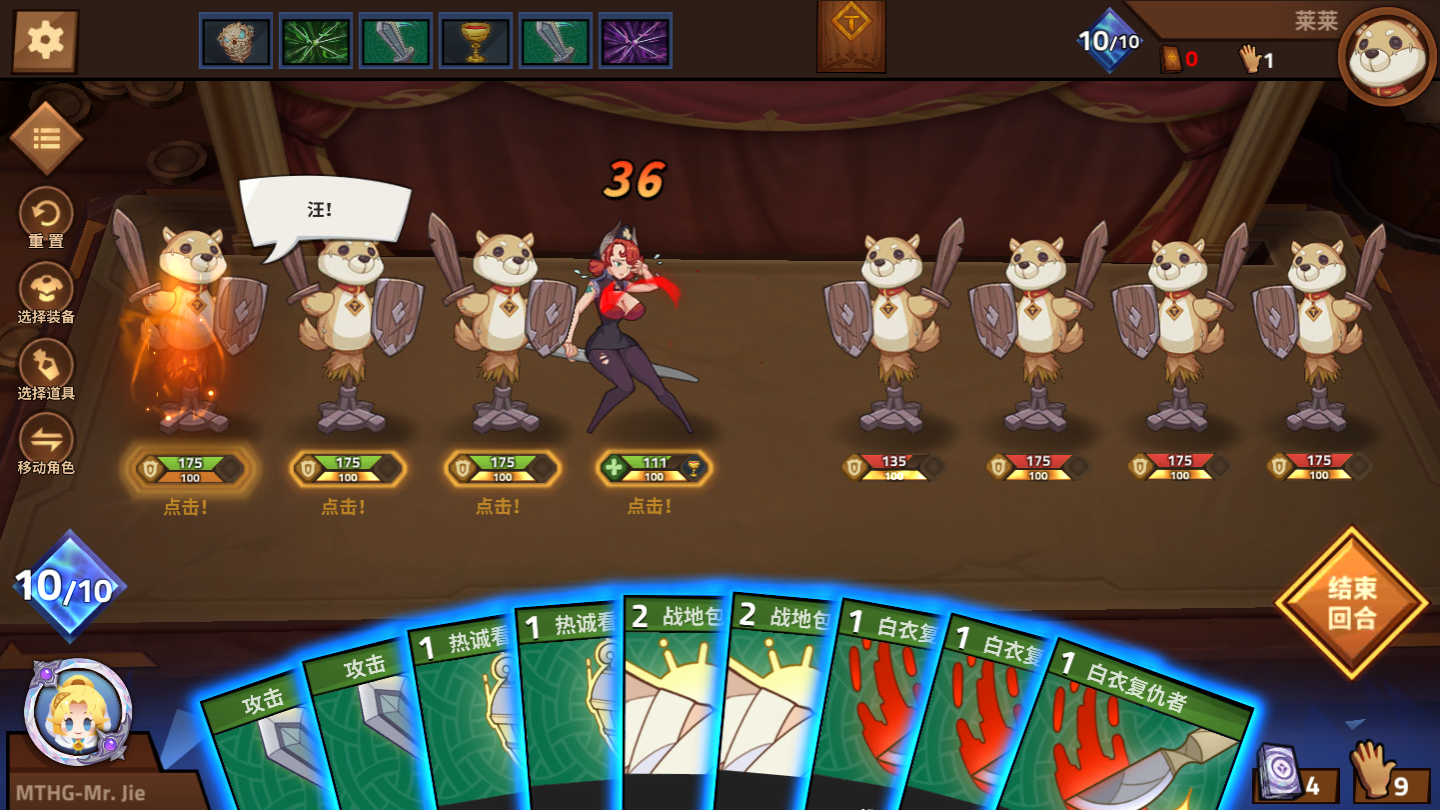 莱莱
10/10
0
1
36
汪!
重置
选择装备
选择道具
移动角色
175
100
点击!
175
100
点击!
175
100
点击!
111
100
点击!
135
100
175
100
175
100
175
100
10/10
结束
回合
攻击
攻击
1 热诚看
1 热诚看
2 战地包
2 战地包
1 白衣复
1 白衣复
1 白衣复仇者
MTHG-Mr. Jie
4
9